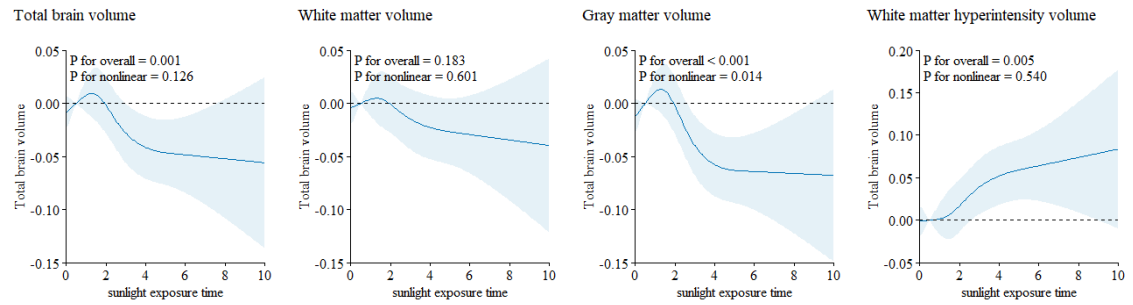 Total brain volume
P for overall = 0.001
P for nonlinear = 0.126
Total brain volume
0.05
0.00
-0.05
-0.10
-0.15
0 2 4 6 8 10
sunlight exposure time
White matter volume
P for overall = 0.183
P for nonlinear = 0.601
Total brain volume
0.05
0.00
-0.05
-0.10
-0.15
0 2 4 6 8 10
sunlight exposure time
Gray matter volume
P for overall < 0.001
P for nonlinear = 0.014
Total brain volume
0.05
0.00
-0.05
-0.10
-0.15
0 2 4 6 8 10
sunlight exposure time
White matter hyperintensity volume
P for overall = 0.005
P for nonlinear = 0.540
Total brain volume
0.20
0.15
0.10
0.05
0.00
-0.05
0 2 4 6 8 10
sunlight exposure time